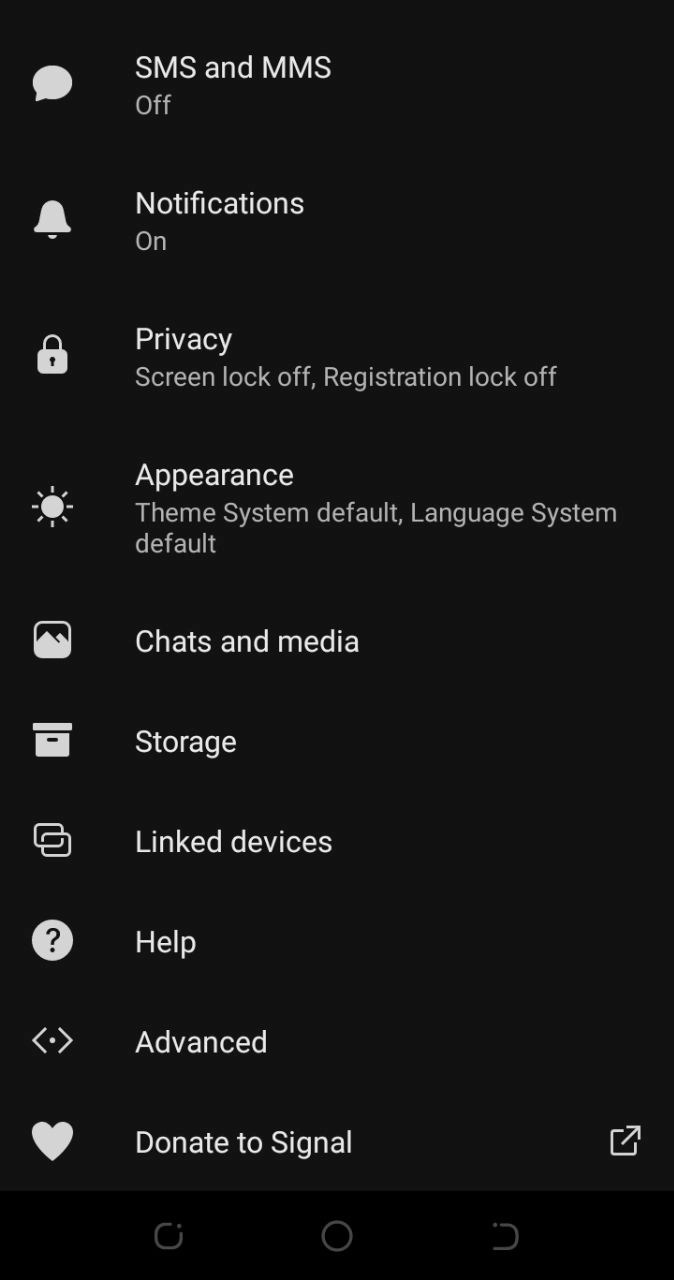 SMS and MMS
Off
Notifications
On
Privacy
Screen lock off, Registration lock off
Appearance
Theme System default, Language System
default
Chats and media
Storage
Linked devices
Help
Advanced
Donate to Signal